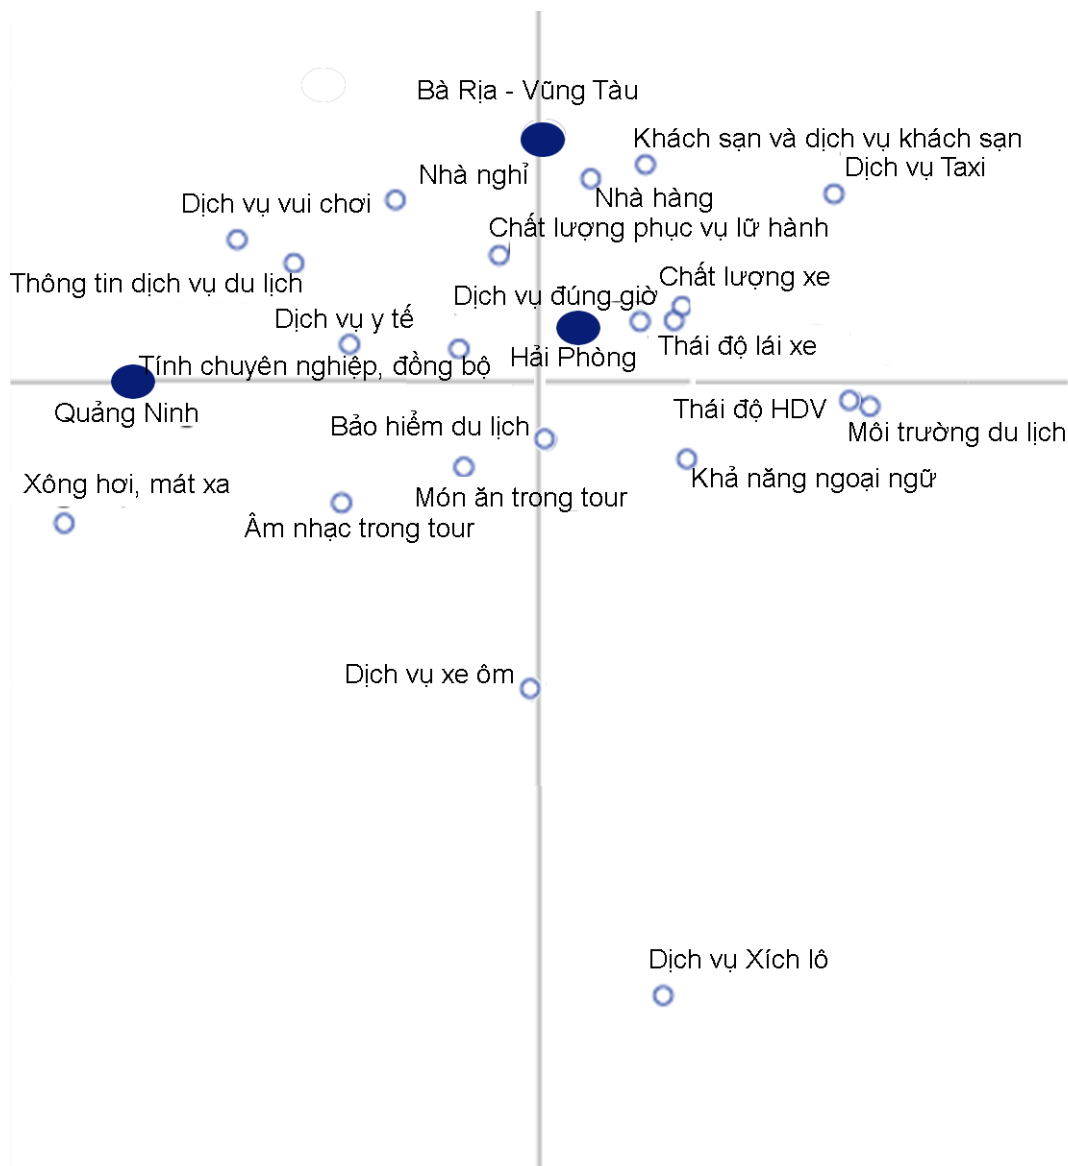 Bà Rịa - Vũng Tàu
Khách sạn và dịch vụ khách sạn
Dịch vụ Taxi
Nhà nghỉ
Nhà hàng
Dịch vụ vui chơi
Chất lượng phục vụ lữ hành
Thông tin dịch vụ du lịch
Chất lượng xe
Dịch vụ đúng giờ
Dịch vụ y tế
Thái độ lái xe
Hải Phòng
Tính chuyên nghiệp, đồng bộ
Quảng Ninh
Thái độ HDV
Bảo hiểm du lịch
Môi trường du lịch
Khả năng ngoại ngữ
Xông hơi, mát xa
Món ăn trong tour
Âm nhạc trong tour
Dịch vụ xe ôm
Dịch vụ Xích lô